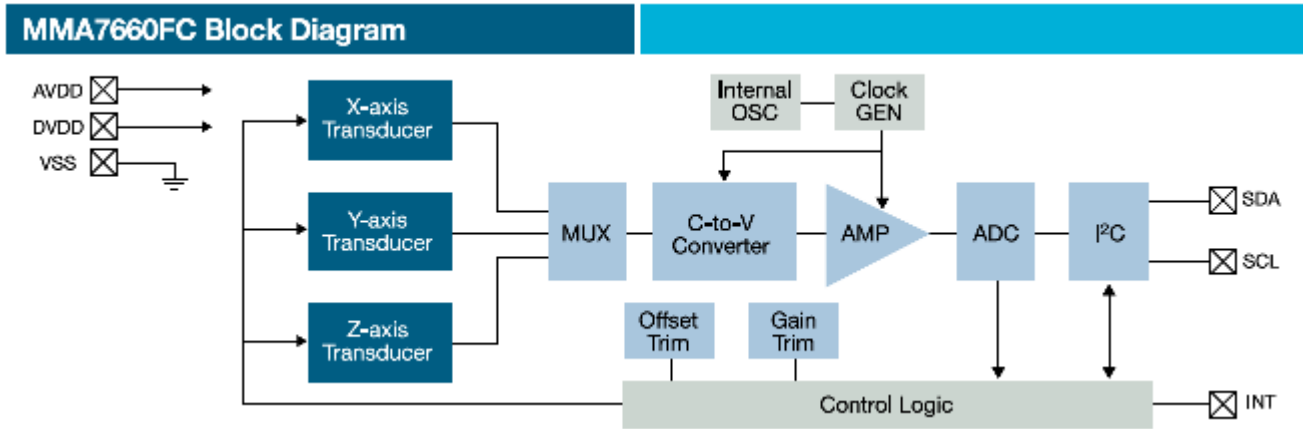 MMA7660FC Block Diagram
AVDD
DVDD
VSS
X-axis
Transducer
Y-axis
Transducer
Z-axis
Transducer
Internal
OSC
Clock
GEN
MUX
C-to-V
Converter
AMP
ADC
I²C
SDA
SCL
Offset
Trim
Gain
Trim
Control Logic
INT